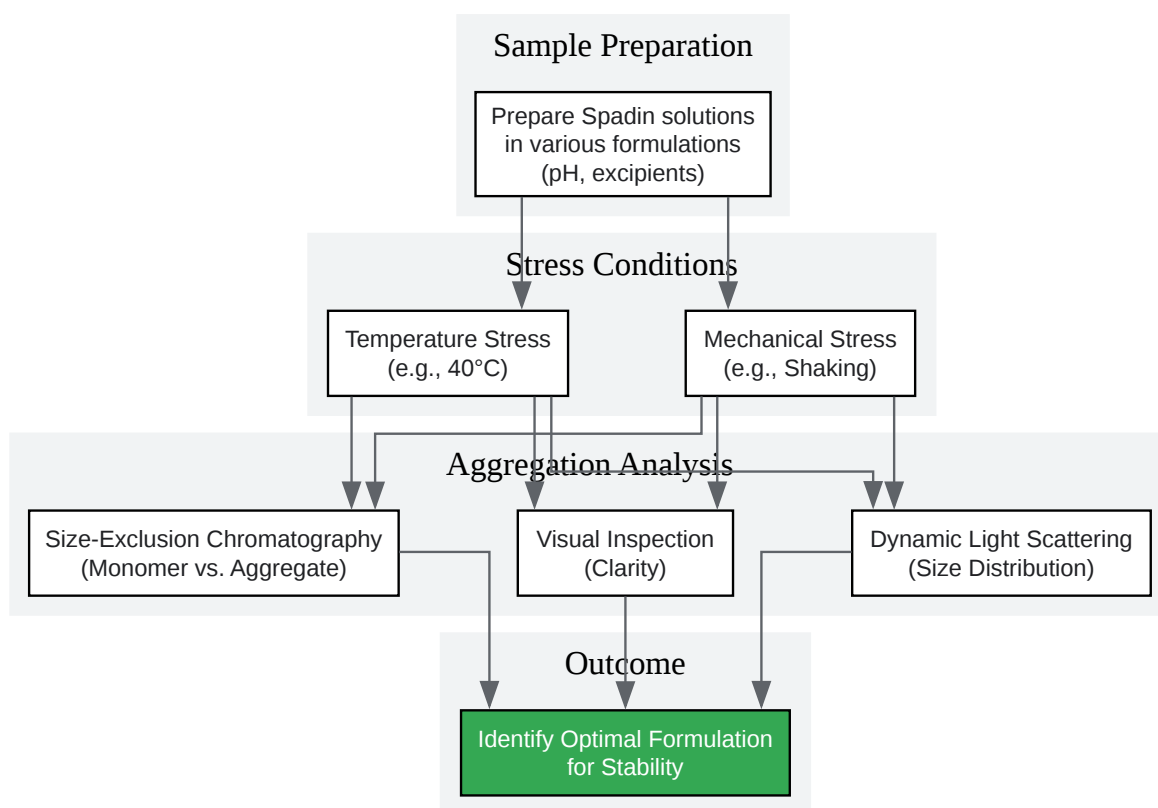 Sample Preparation
Prepare Spadin solutions
in various formulations
(pH, excipients)
Stress Conditions
Temperature Stress
(e.g., 40°C)
Mechanical Stress
(e.g., Shaking)
Aggregation Analysis
Size-Exclusion Chromatography
(Monomer vs. Aggregate)
Visual Inspection
(Clarity)
Dynamic Light Scattering
(Size Distribution)
Outcome
Identify Optimal Formulation
for Stability